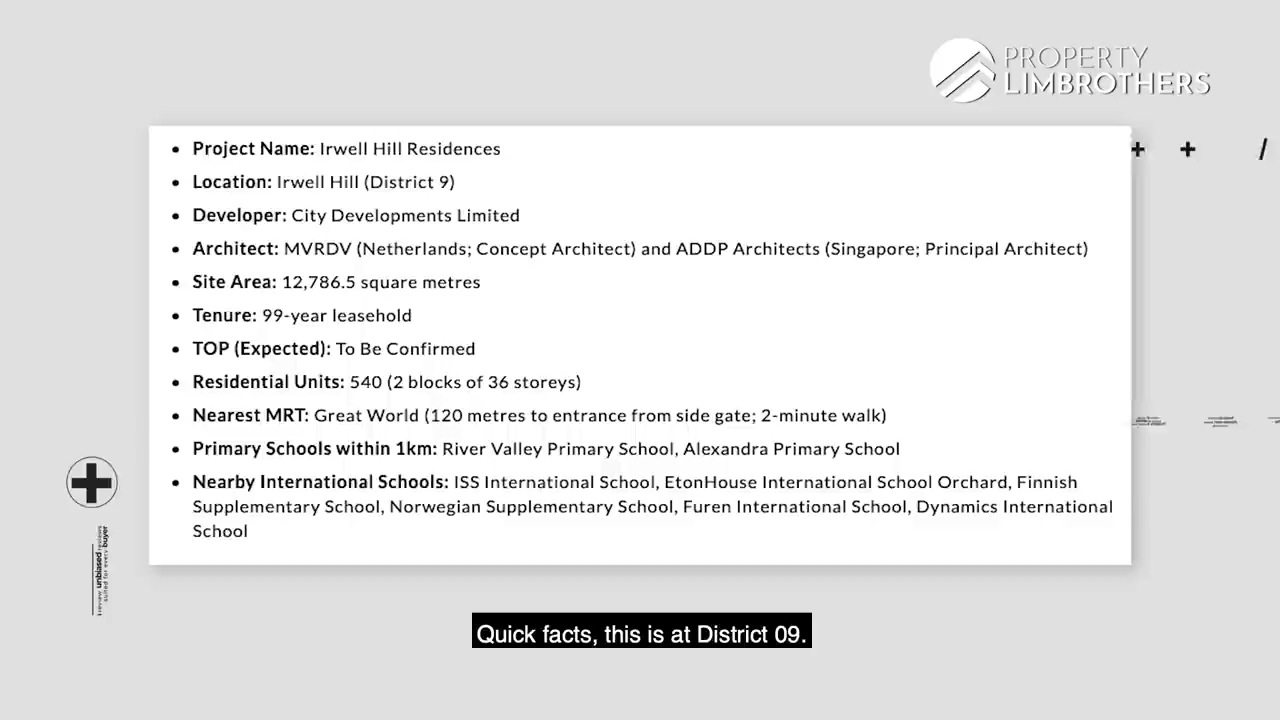 PROPERTY
LIMBROTHERS
• Project Name: Irwell Hill Residences
• Location: Irwell Hill (District 9)
• Developer: City Developments Limited
• Architect: MVRDV (Netherlands; Concept Architect) and ADDP Architects (Singapore; Principal Architect)
• Site Area: 12,786.5 square metres
• Tenure: 99-year leasehold
• TOP (Expected): To Be Confirmed
• Residential Units: 540 (2 blocks of 36 storeys)
• Nearest MRT: Great World (120 metres to entrance from side gate; 2-minute walk)
• Primary Schools within 1km: River Valley Primary School, Alexandra Primary School
• Nearby International Schools: ISS International School, EtonHouse International School Orchard, Finnish
Supplementary School, Norwegian Supplementary School, Furen International School, Dynamics International
School
unbiased reviews
suited for every buyer
Quick facts, this is at District 09.